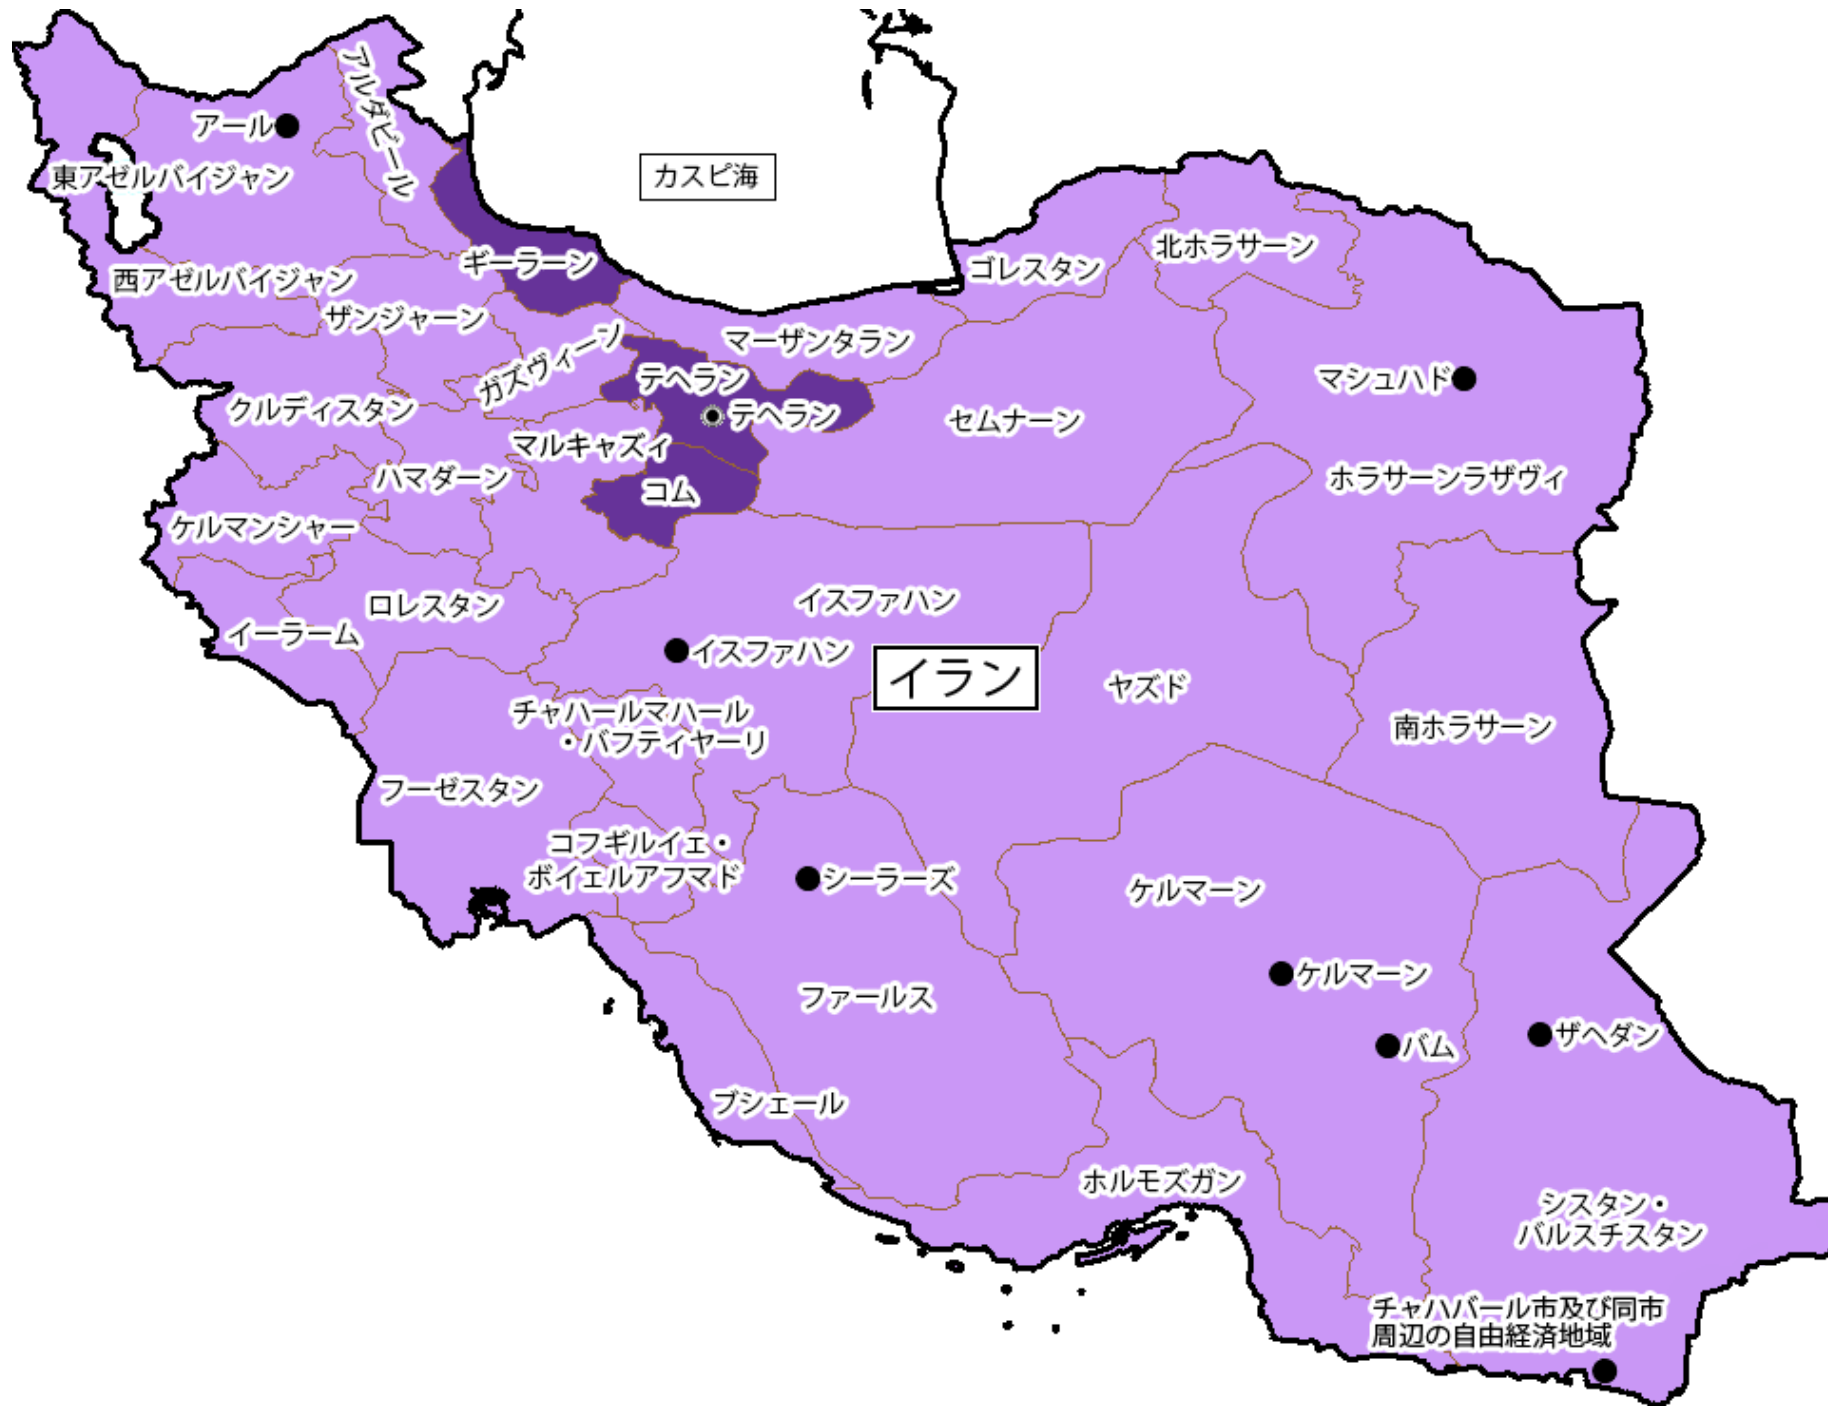 アルダビール
アール
カスピ海
東アゼルバイジャン
北ホラサーン
ギーラーン
ゴレスタン
西アゼルバイジャン
ザンジャーン
マーザンタラン
ガズヴィーン
テヘラン
マシュハド
クルディスタン
テヘラン
セムナーン
マルキャズィ
ハマダーン
ホラサーンラザヴィ
コム
ケルマンシャー
イスファハン
ロレスタン
イーラーム
イスファハン
イラン
ヤズド
チャハールマハール
・バフティヤーリ
南ホラサーン
フーゼスタン
コフギルイェ・
ボイェルアフマド
シーラーズ
ケルマーン
ケルマーン
ファールス
バム
ザヘダン
ブシェール
ホルモズガン
シスタン・
バルスチスタン
チャハバール市及び同市
周辺の自由経済地域